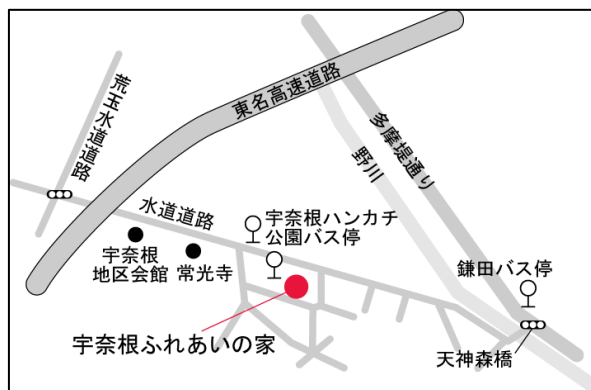 東名高速道路
荒玉水道道路
多摩堤通り
野川
水道道路
宇奈根ハンカチ
公園バス停
宇奈根
地区会館
常光寺
鎌田バス停
宇奈根ふれあいの家
天神森橋